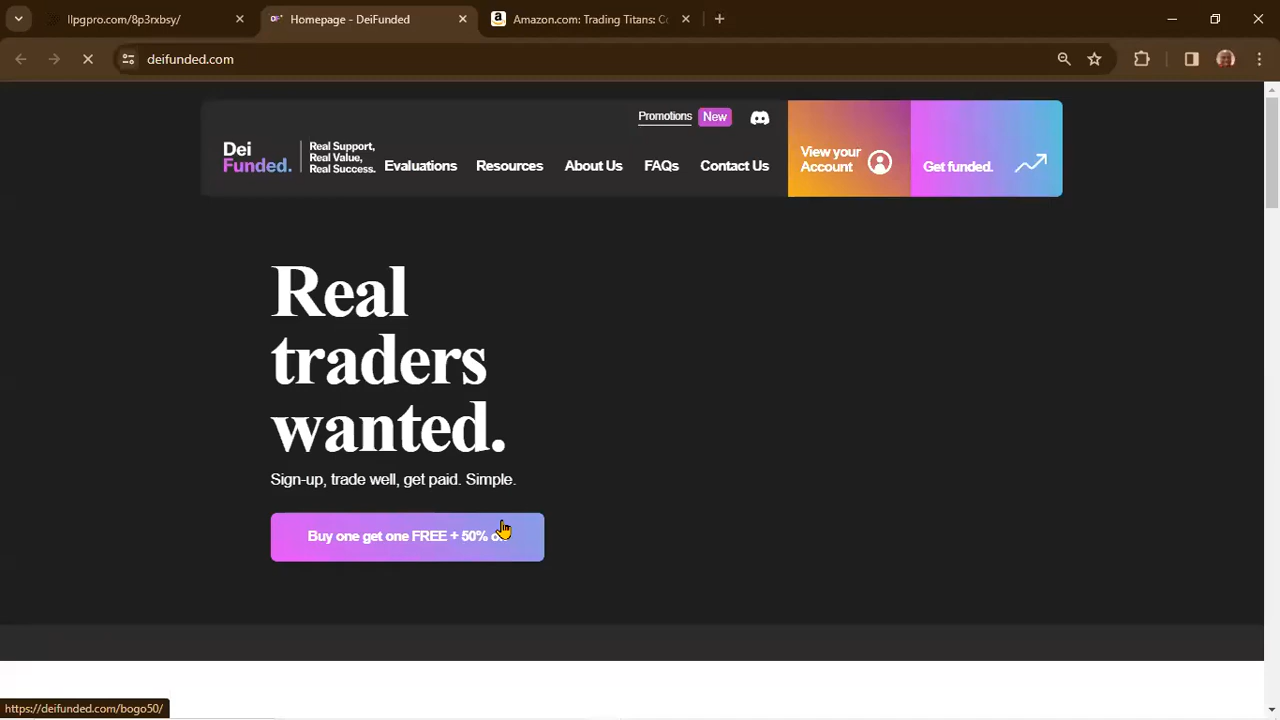 llpgpro.com/8p3rxbsy/
Homepage - DeiFunded
Amazon.com: Trading Titans: Co
deifunded.com
Promotions New
Dei
Funded.
Real Support,
Real Value,
Real Success.
Evaluations
Resources
About Us
FAQs
Contact Us
View your
Account
Get funded.
Real
traders
wanted.
Sign-up, trade well, get paid. Simple.
Buy one get one FREE + 50%
https://deifunded.com/bogo50/